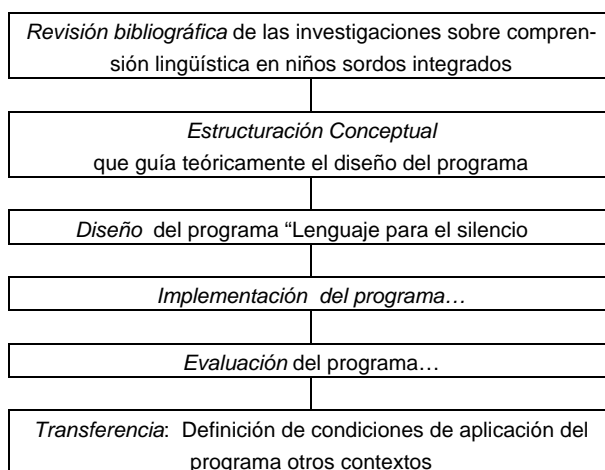 Revisión bibliográfica de las investigaciones sobre compren-
sión lingüística en niños sordos integrados
Estructuración Conceptual
que guía teóricamente el diseño del programa
Diseño del programa “Lenguaje para el silencio
Implementación del programa…
Evaluación del programa…
Transferencia: Definición de condiciones de aplicación del
programa otros contextos